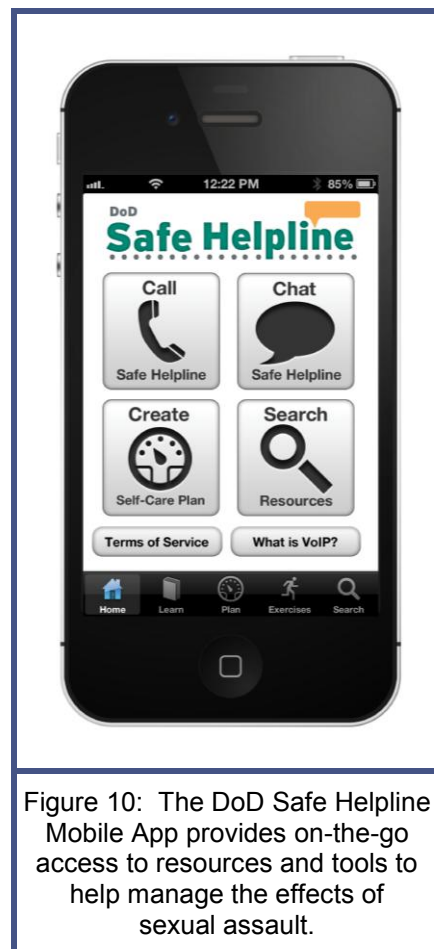 12:22 PM 85%
DoD
Safe Helpline
Call
Safe Helpline
Chat
Safe Helpline
Create
Self-Care Plan
Search
Resources
Terms of Service
What is VoIP?
Home Learn Plan Exercises Search
Figure 10:  The DoD Safe Helpline
Mobile App provides on-the-go
access to resources and tools to
help manage the effects of
sexual assault.